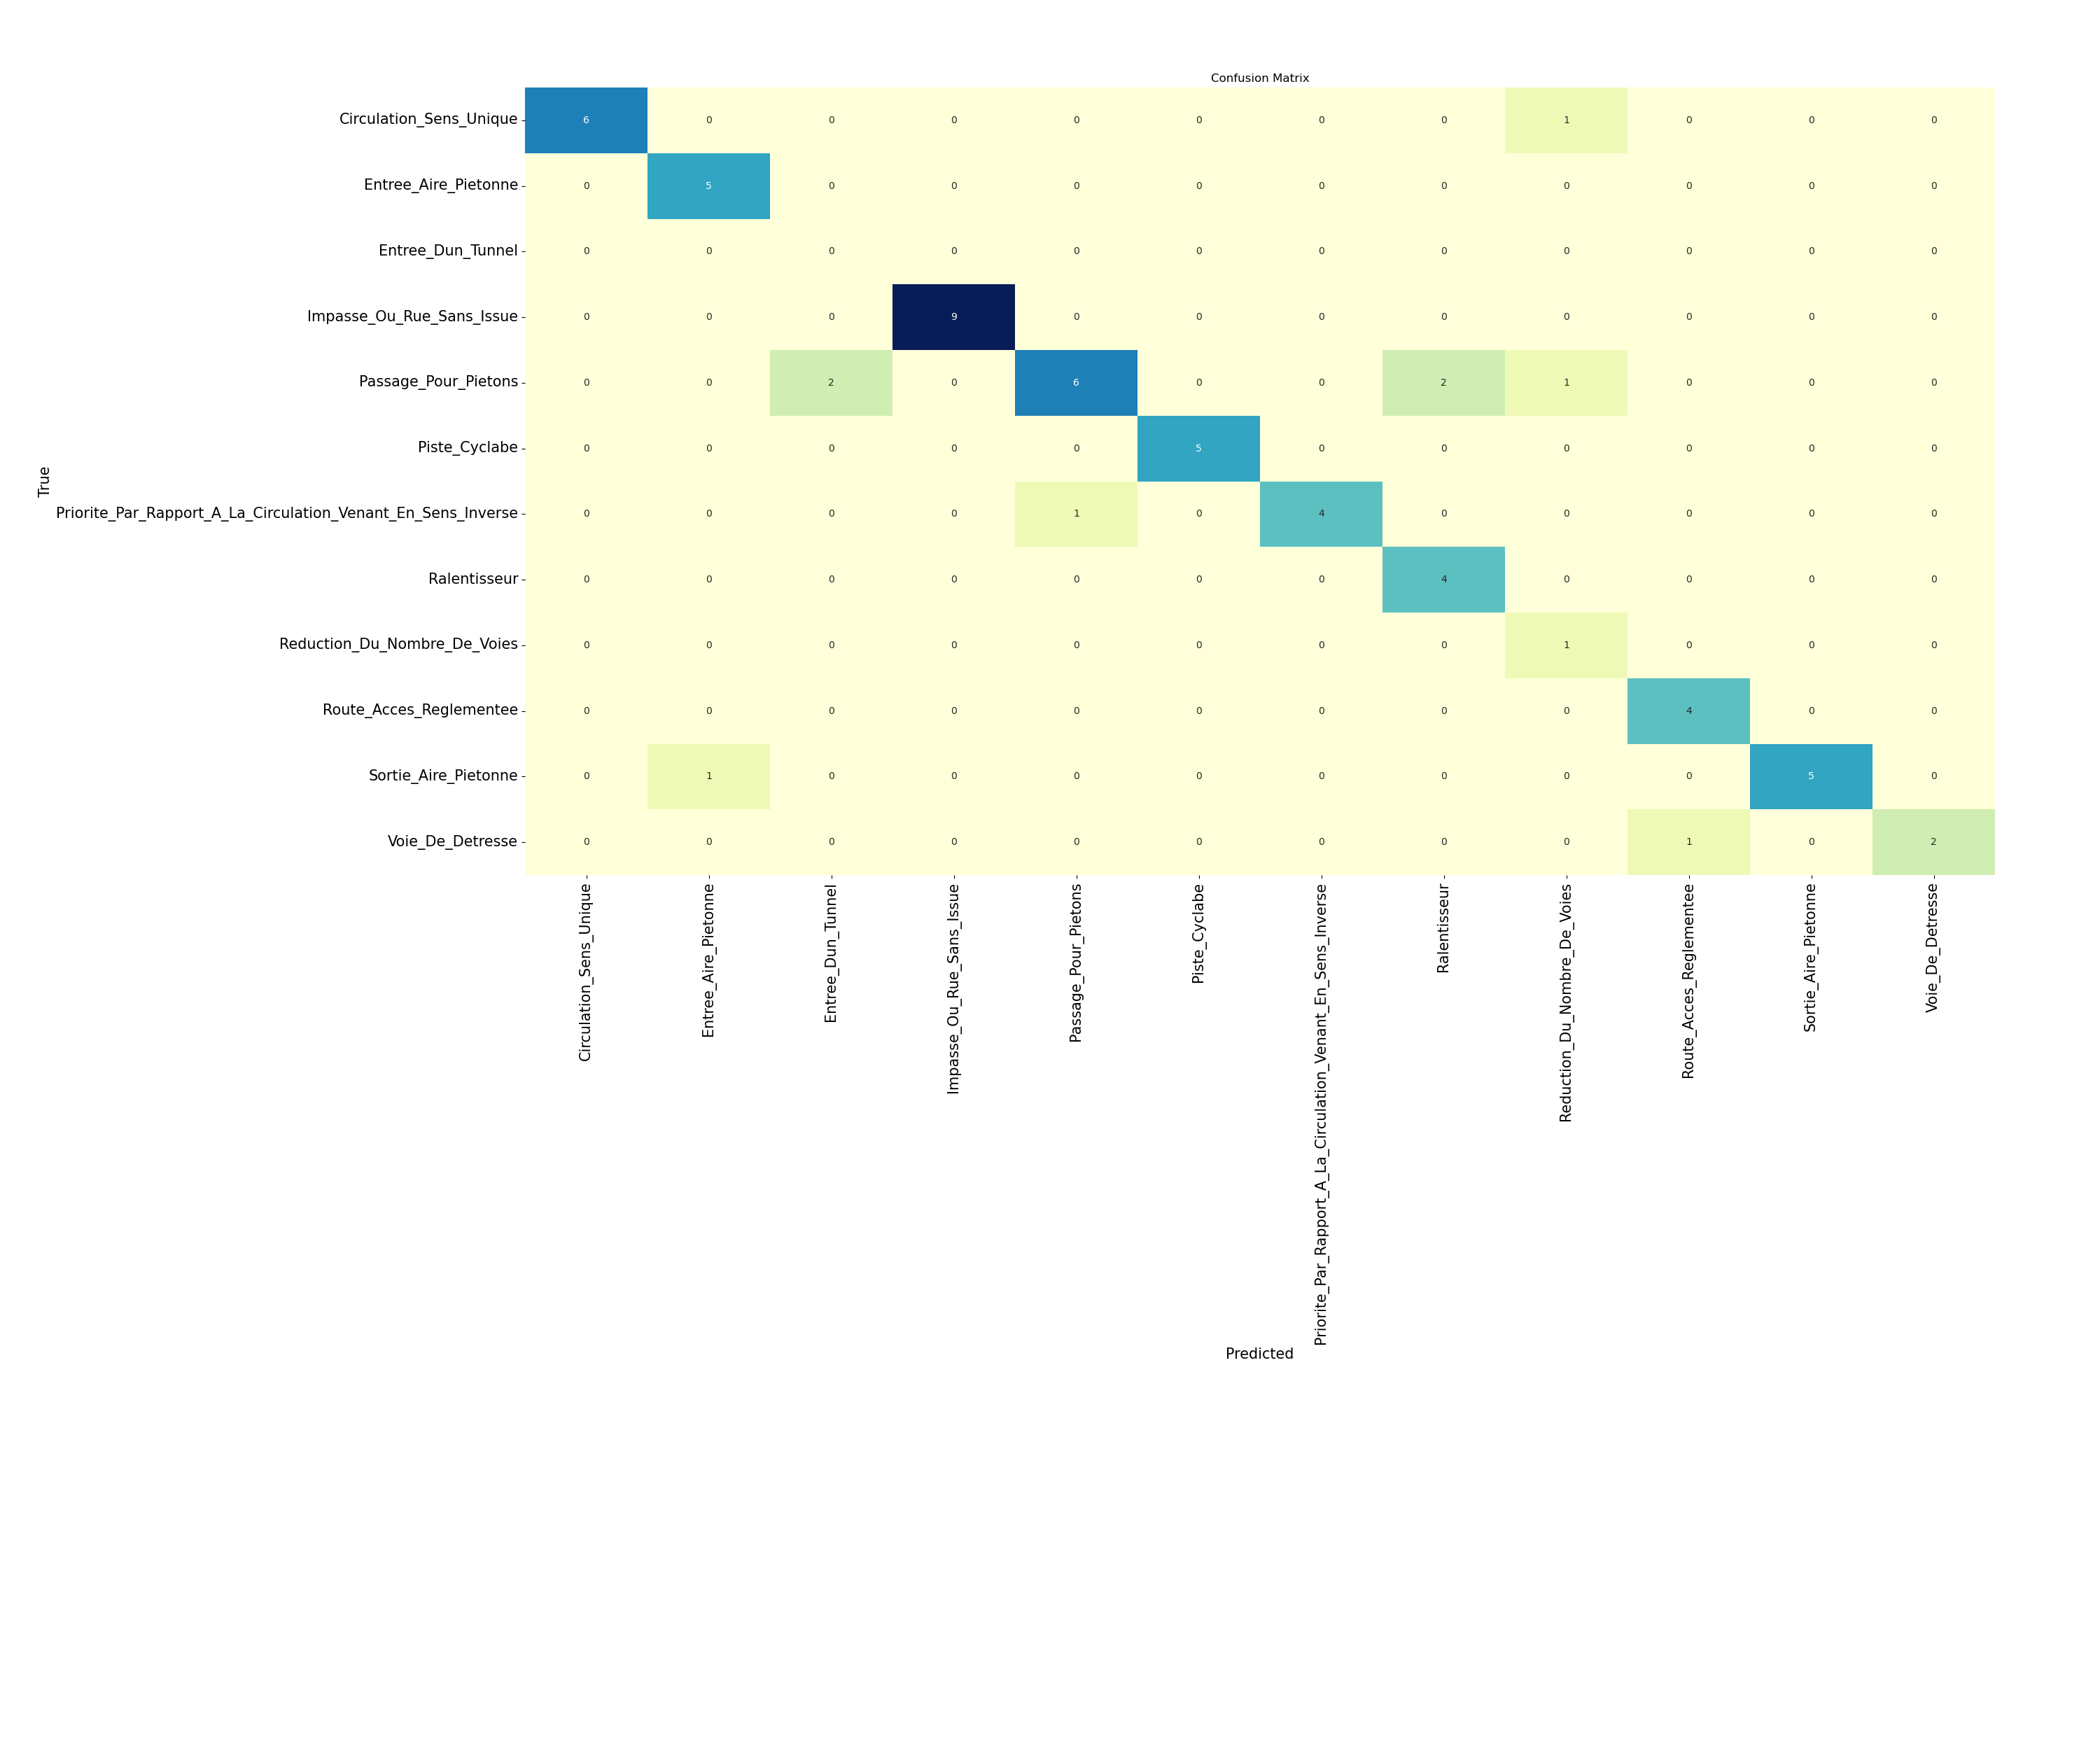 Confusion Matrix
Circulation_Sens_Unique 6 0 0 0 0 0 0 0 1 0 0 0
Entree_Aire_Pietonne 0 5 0 0 0 0 0 0 0 0 0 0
Entree_Dun_Tunnel 0 0 0 0 0 0 0 0 0 0 0 0
Impasse_Ou_Rue_Sans_Issue 0 0 0 9 0 0 0 0 0 0 0 0
Passage_Pour_Pietons 0 0 2 0 6 0 0 2 1 0 0 0
Piste_Cyclabe 0 0 0 0 0 5 0 0 0 0 0 0
True
Priorite_Par_Rapport_A_La_Circulation_Venant_En_Sens_Inverse 0 0 0 0 1 0 4 0 0 0 0 0
Ralentisseur 0 0 0 0 0 0 0 4 0 0 0 0
Reduction_Du_Nombre_De_Voies 0 0 0 0 0 0 0 0 1 0 0 0
Route_Acces_Reglementee 0 0 0 0 0 0 0 0 0 4 0 0
Sortie_Aire_Pietonne 0 1 0 0 0 0 0 0 0 0 5 0
Voie_De_Detresse 0 0 0 0 0 0 0 0 0 1 0 2
Circulation_Sens_Unique
Entree_Aire_Pietonne
Entree_Dun_Tunnel
Impasse_Ou_Rue_Sans_Issue
Passage_Pour_Pietons
Piste_Cyclabe
Priorite_Par_Rapport_A_La_Circulation_Venant_En_Sens_Inverse
Ralentisseur
Reduction_Du_Nombre_De_Voies
Route_Acces_Reglementee
Sortie_Aire_Pietonne
Voie_De_Detresse
Predicted